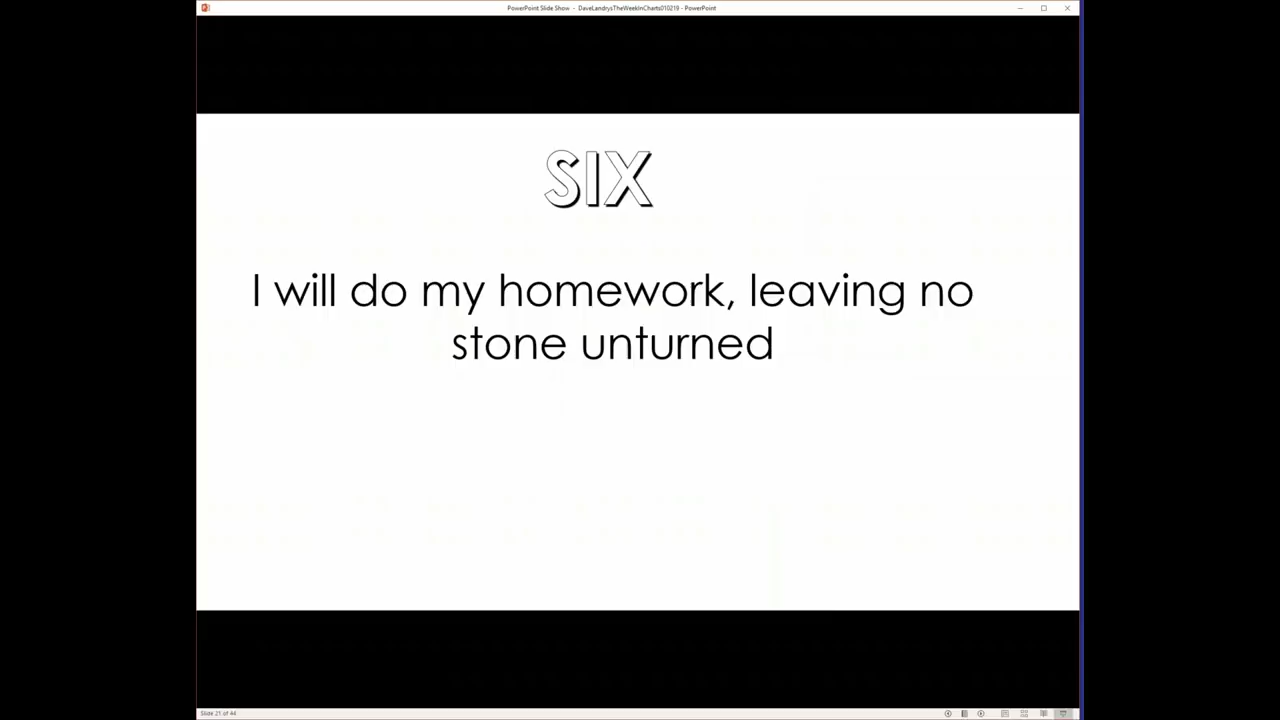 PowerPoint Slide Show - DaveLandrysTheWeekInCharts010219 - PowerPoint
SIX
I will do my homework, leaving no
stone unturned
Slide 21 of 44